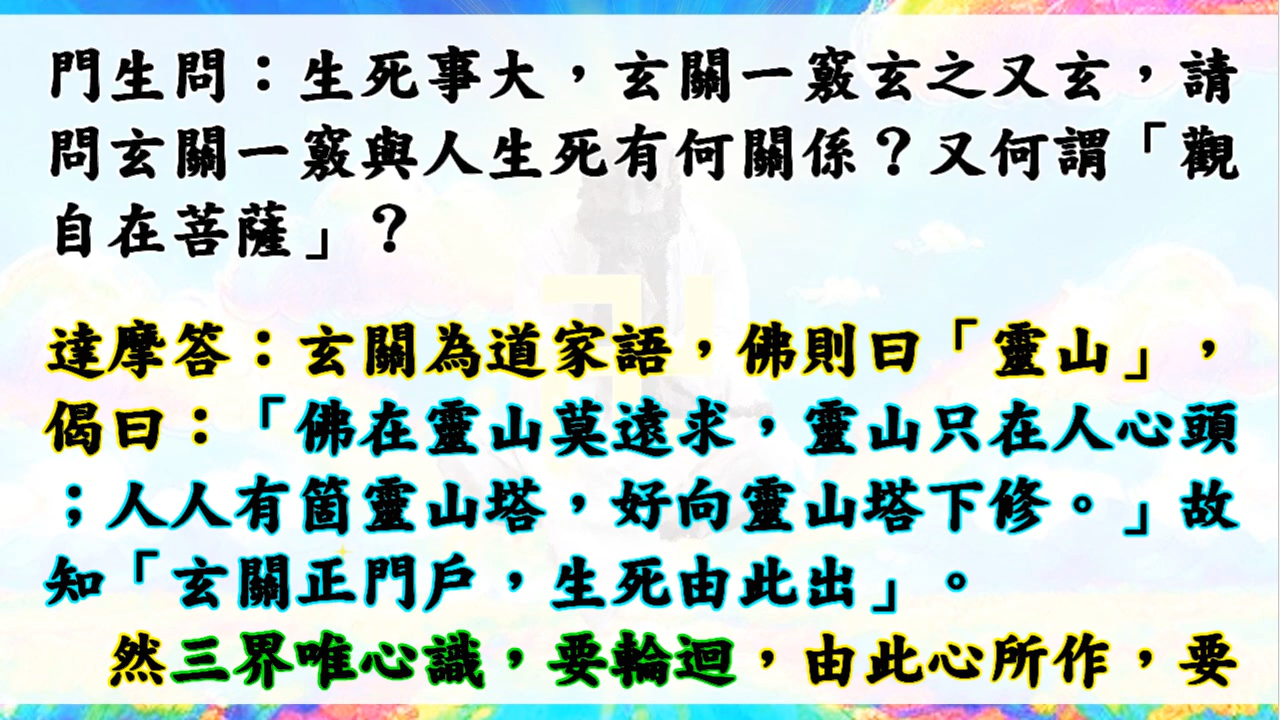 門生問：生死事大，玄關一竅玄之又玄，請
問玄關一竅與人生死有何關係？又何謂「觀
自在菩薩」？
達摩答：玄關為道家語，佛則曰「靈山」，
偈曰：「佛在靈山莫遠求，靈山只在人心頭
；人人有箇靈山塔，好向靈山塔下修。」故
知「玄關正門戶，生死由此出」。
然三界唯心識，要輪迴，由此心所作，要